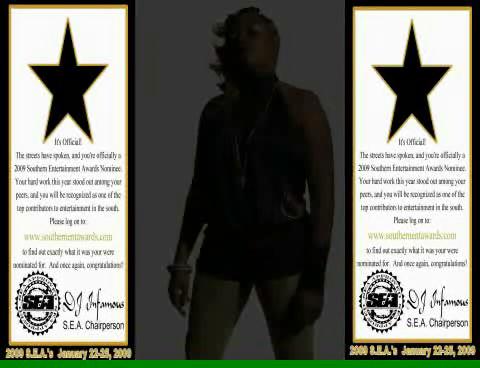 It's Official!
The streets have spoken, and you're officially a
2009 Southern Entertainment Awards Nominee.
Your hard work this year stood out among your
peers, and you will be recognized as one of the
top contributors to entertainment in the south.
Please log on to:
www.southernentawards.com
to find out exactly what it was your were
nominated for. And once again, congratulations!
SEA
DJ Infamous
S.E.A. Chairperson
2009 S.E.A.'s January 22-25, 2009
It's Official!
The streets have spoken, and you're officially a
2009 Southern Entertainment Awards Nominee.
Your hard work this year stood out among your
peers, and you will be recognized as one of the
top contributors to entertainment in the south.
Please log on to:
www.southernentawards.com
to find out exactly what it was your were
nominated for. And once again, congratulations!
SEA
DJ Infamous
S.E.A. Chairperson
2009 S.E.A.'s January 22-25, 2009